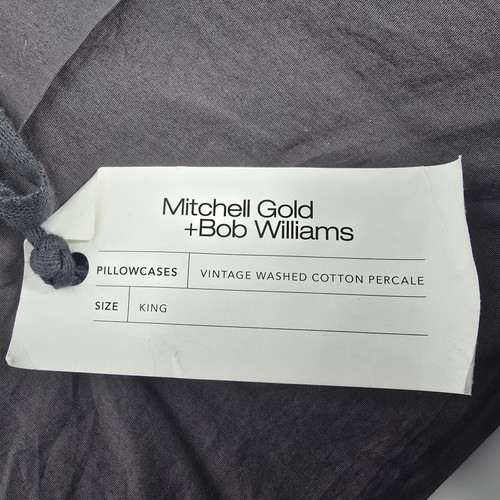 Mitchell Gold
+Bob Williams
PILLOWCASES VINTAGE WASHED COTTON PERCALE
SIZE KING